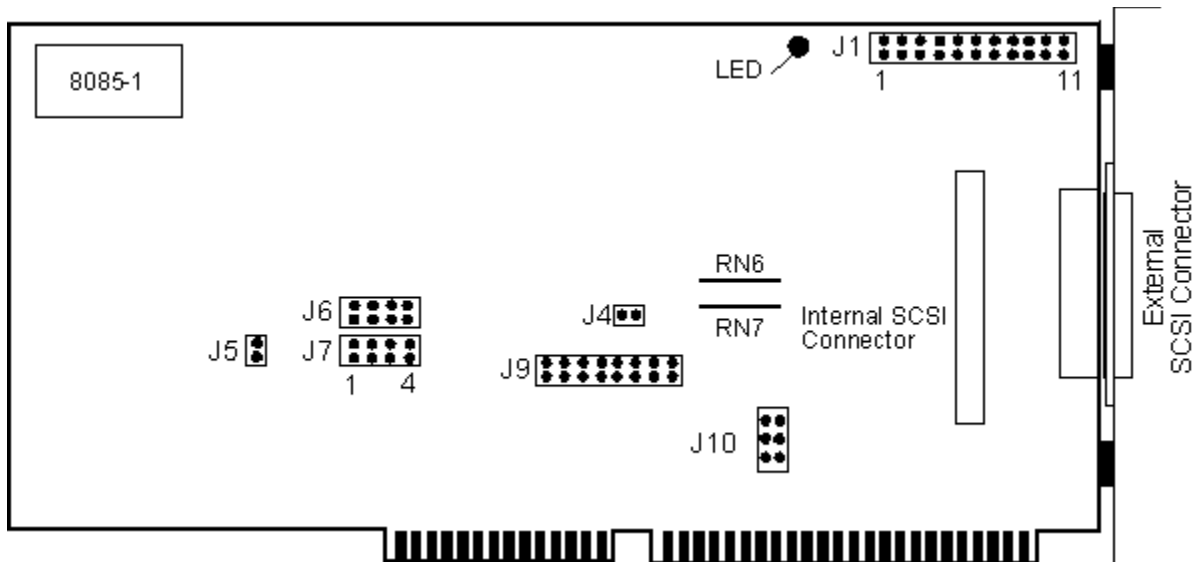 8085-1
LED
J1
1 11
RN6
RN7
J6
J4
J5
J7
1 4
J9
J10
Internal SCSI
Connector
External
SCSI Connector